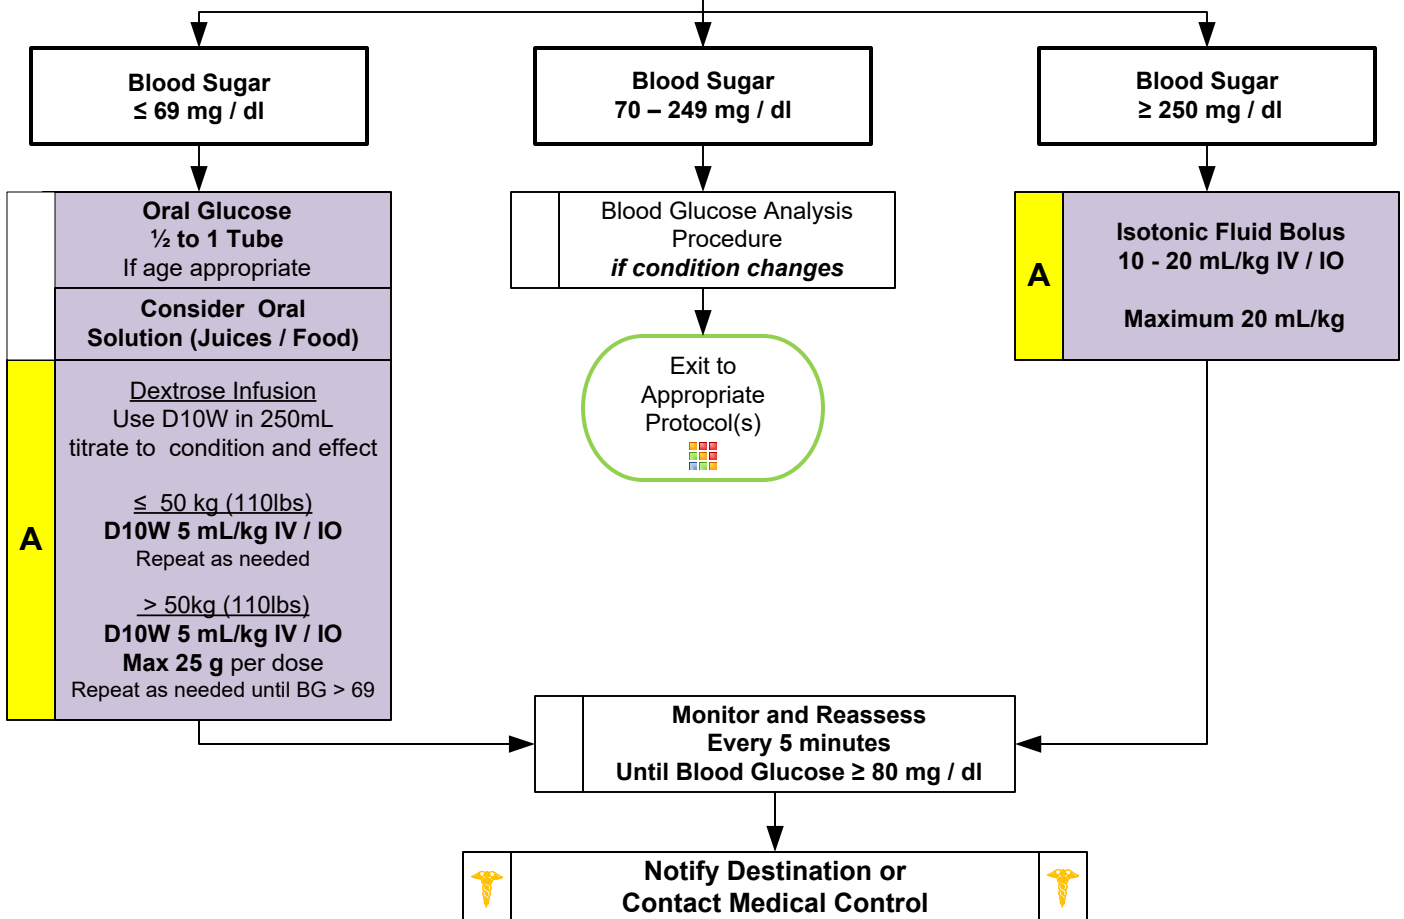 Blood Sugar
≤ 69 mg / dl
Blood Sugar
70 – 249 mg / dl
Blood Sugar
≥ 250 mg / dl
Oral Glucose
½ to 1 Tube
If age appropriate
Consider Oral
Solution (Juices / Food)
A
Dextrose Infusion
Use D10W in 250mL
titrate to condition and effect
≤ 50 kg (110lbs)
D10W 5 mL/kg IV / IO
Repeat as needed
> 50kg (110lbs)
D10W 5 mL/kg IV / IO
Max 25 g per dose
Repeat as needed until BG > 69
Blood Glucose Analysis
Procedure
if condition changes
Exit to
Appropriate
Protocol(s)
A
Isotonic Fluid Bolus
10 - 20 mL/kg IV / IO
Maximum 20 mL/kg
Monitor and Reassess
Every 5 minutes
Until Blood Glucose ≥ 80 mg / dl
Notify Destination or
Contact Medical Control